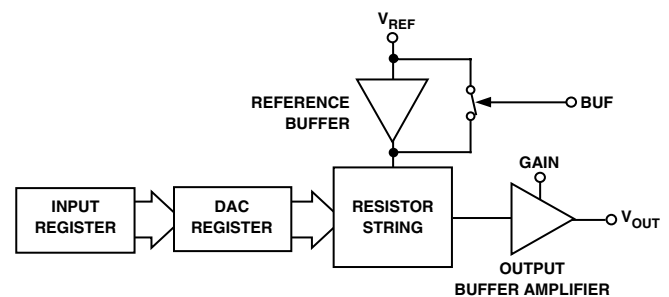 VREF
REFERENCE
BUFFER
BUF
GAIN
INPUT
REGISTER
DAC
REGISTER
RESISTOR
STRING
VOUT
OUTPUT
BUFFER AMPLIFIER